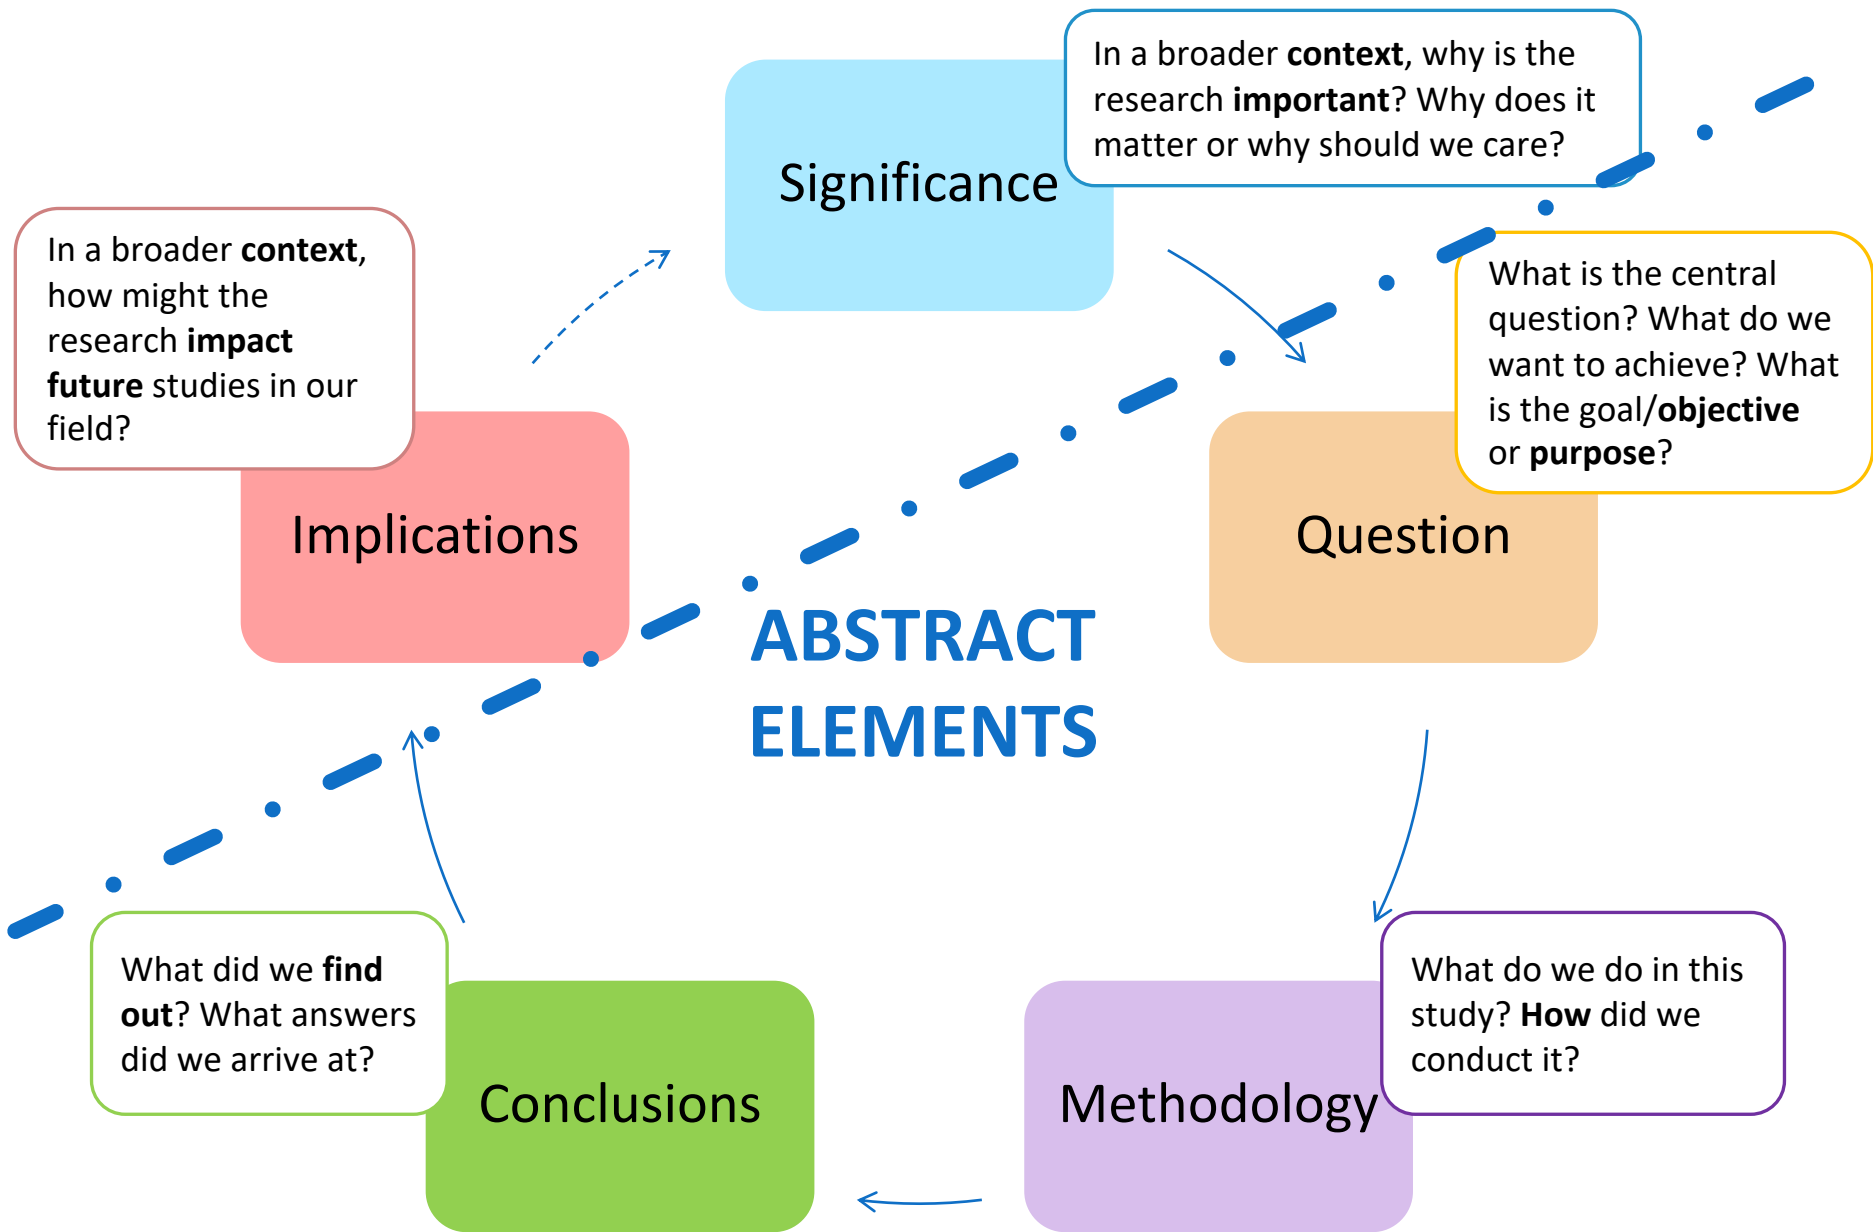 In a broader context, why is the
research important? Why does it
matter or why should we care?
Significance
What is the central
question? What do we
want to achieve? What
is the goal/objective
or purpose?
Question
What do we do in this
study? How did we
conduct it?
Methodology
What did we find
out? What answers
did we arrive at?
Conclusions
In a broader context,
how might the
research impact
future studies in our
field?
Implications
ABSTRACT
ELEMENTS